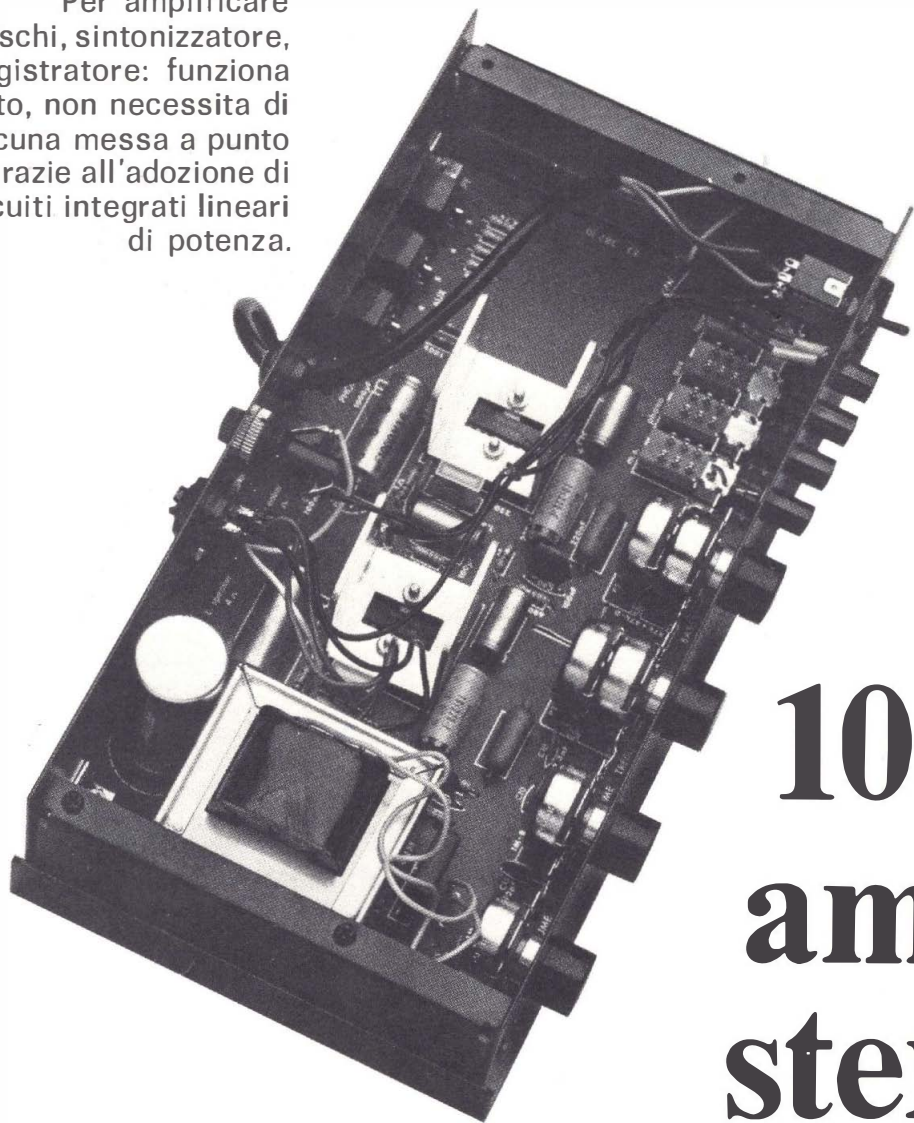 Per amplificare
schi, sintonizzatore,
gistratore: funziona
to, non necessita di
cuna messa a punto
razie all'adozione di
cuiti integrati lineari
di potenza.
10
am
ster